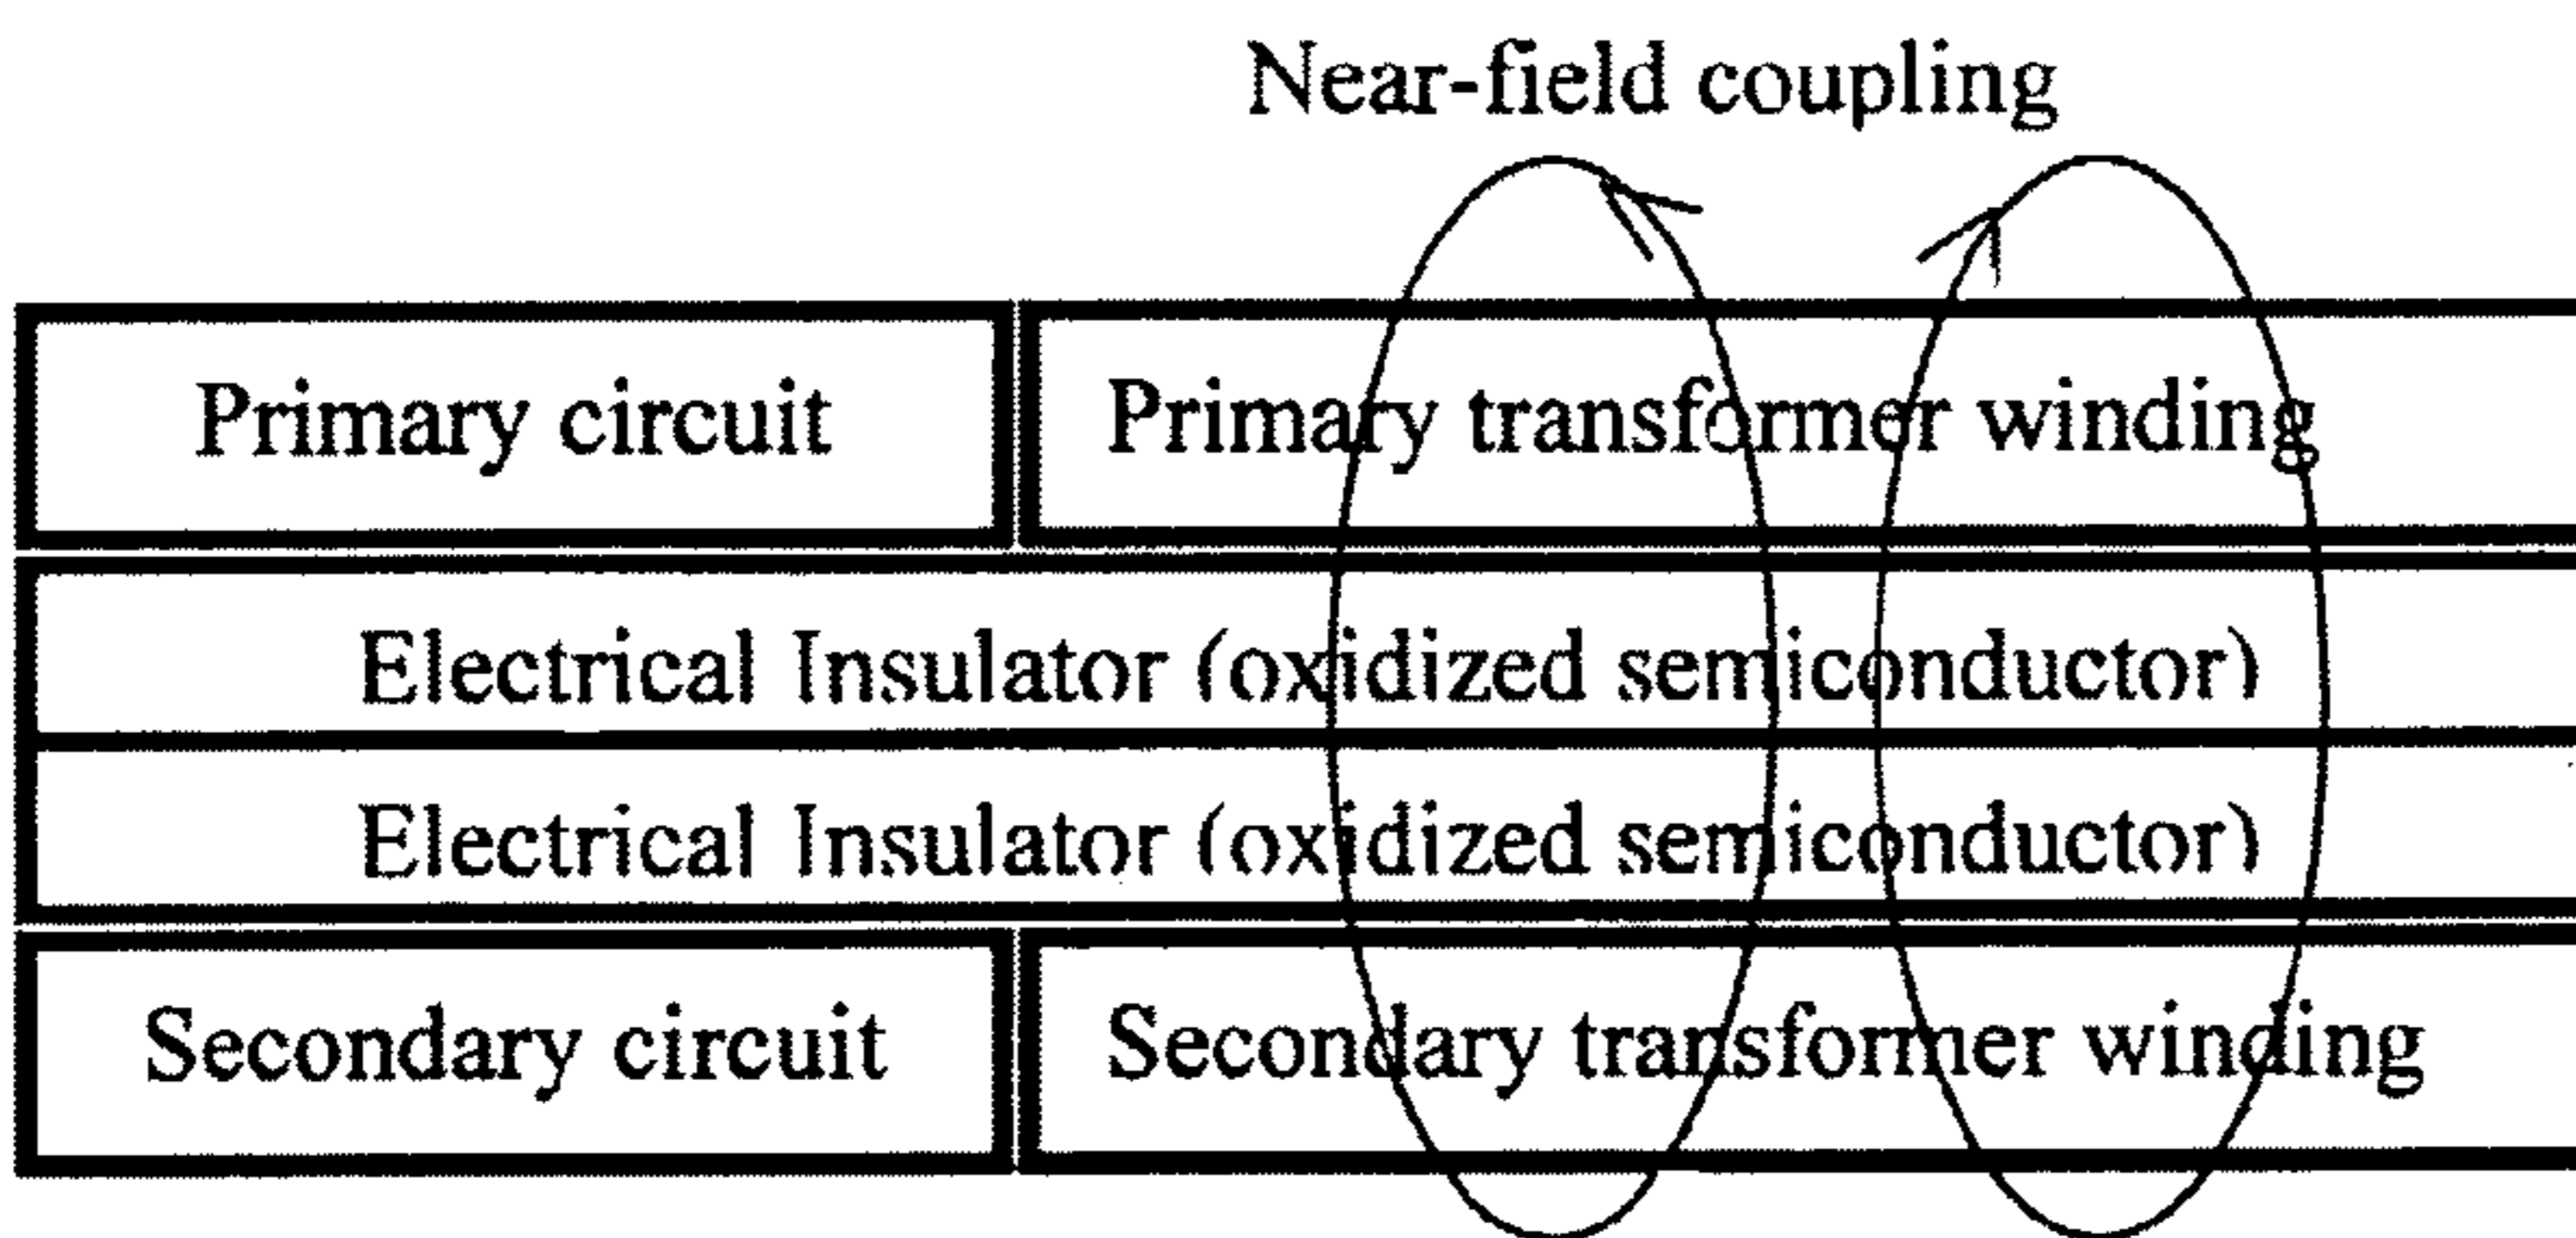 Near-field coupling
Primary circuit
Primary transformer winding
Electrical Insulator (oxidized semiconductor)
Electrical Insulator (oxidized semiconductor)
Secondary circuit
Secondary transformer winding